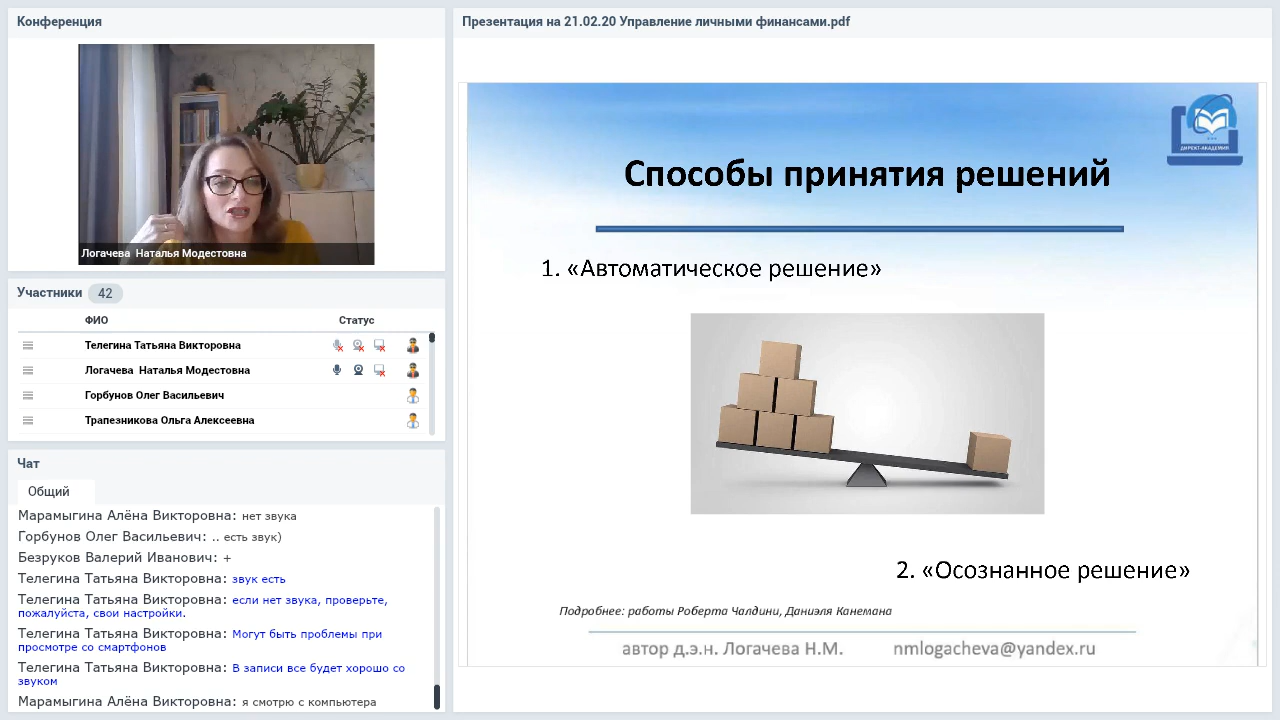 Конференция
Логачева Наталья Модестовна
Участники 42
ФИО Статус
Телегина Татьяна Викторовна
Логачева Наталья Модестовна
Горбунов Олег Васильевич
Трапезникова Ольга Алексеевна
Чат
Общий
Марамыгина Алёна Викторовна: нет звука
Горбунов Олег Васильевич: .. есть звук)
Безруков Валерий Иванович: +
Телегина Татьяна Викторовна: звук есть
Телегина Татьяна Викторовна: если нет звука, проверьте,
пожалуйста, свои настройки.
Телегина Татьяна Викторовна: Могут быть проблемы при
просмотре со смартфонов
Телегина Татьяна Викторовна: В записи все будет хорошо со
звуком
Марамыгина Алёна Викторовна: я смотрю с компьютера
Презентация на 21.02.20 Управление личными финансами.pdf
ДИРЕКТ-АКАДЕМИЯ
Способы принятия решений
1. «Автоматическое решение»
2. «Осознанное решение»
Подробнее: работы Роберта Чалдини, Даниэля Канемана
автор д.э.н. Логачева Н.М. nmlogacheva@yandex.ru